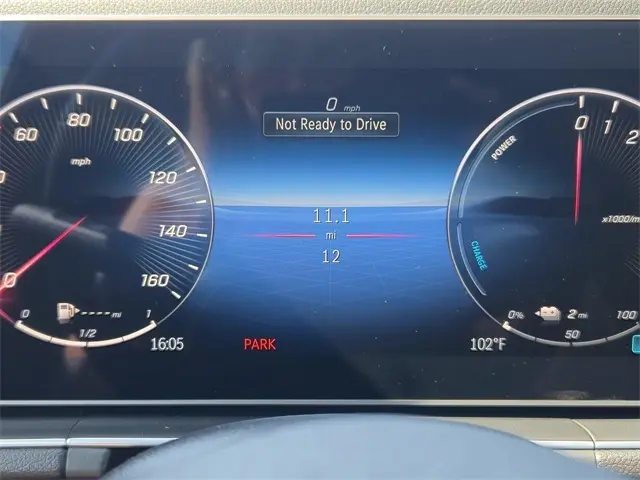 0 mph
Not Ready to Drive
60
80
100
120
140
160
mph
0
11.1
mi
12
POWER
CHARGE
0
1
2
x1000/m
----- mi
0
1/2
1
0%
2 mi
50
100
16:05
PARK
102°F